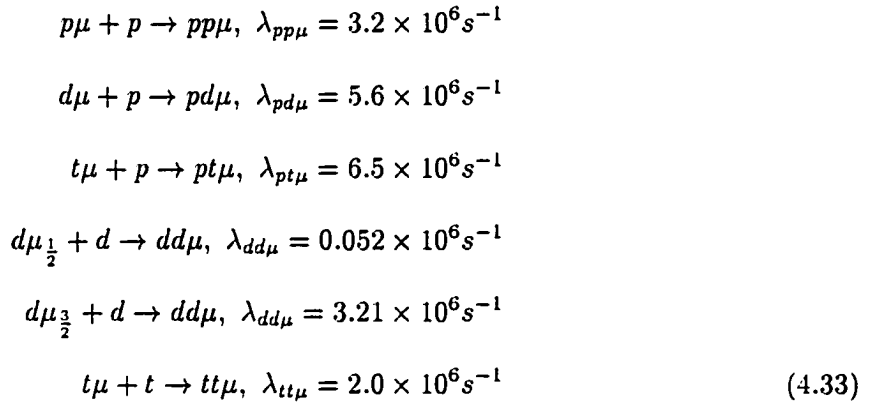 pμ + p → ppμ, λ_{ppμ} = 3.2 × 10^6 s^{-1}
dμ + p → pdμ, λ_{pdμ} = 5.6 × 10^6 s^{-1}
tμ + p → ptμ, λ_{ptμ} = 6.5 × 10^6 s^{-1}
dμ_{1/2} + d → ddμ, λ_{ddμ} = 0.052 × 10^6 s^{-1}
dμ_{3/2} + d → ddμ, λ_{ddμ} = 3.21 × 10^6 s^{-1}
tμ + t → ttμ, λ_{ttμ} = 2.0 × 10^6 s^{-1} (4.33)